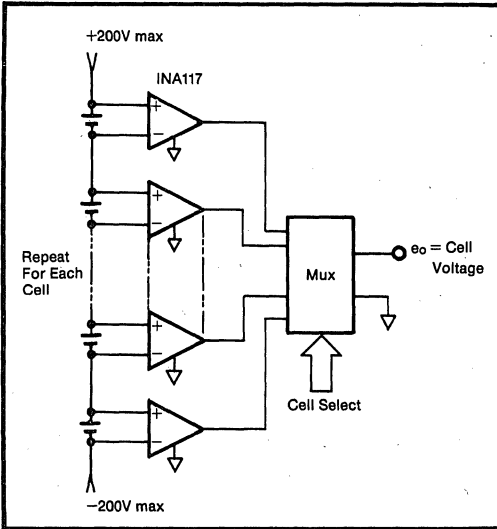 +200V max
INA117
+
−
+
−
Repeat
For Each
Cell
Mux
eo = Cell
Voltage
+
−
Cell Select
+
−
−200V max